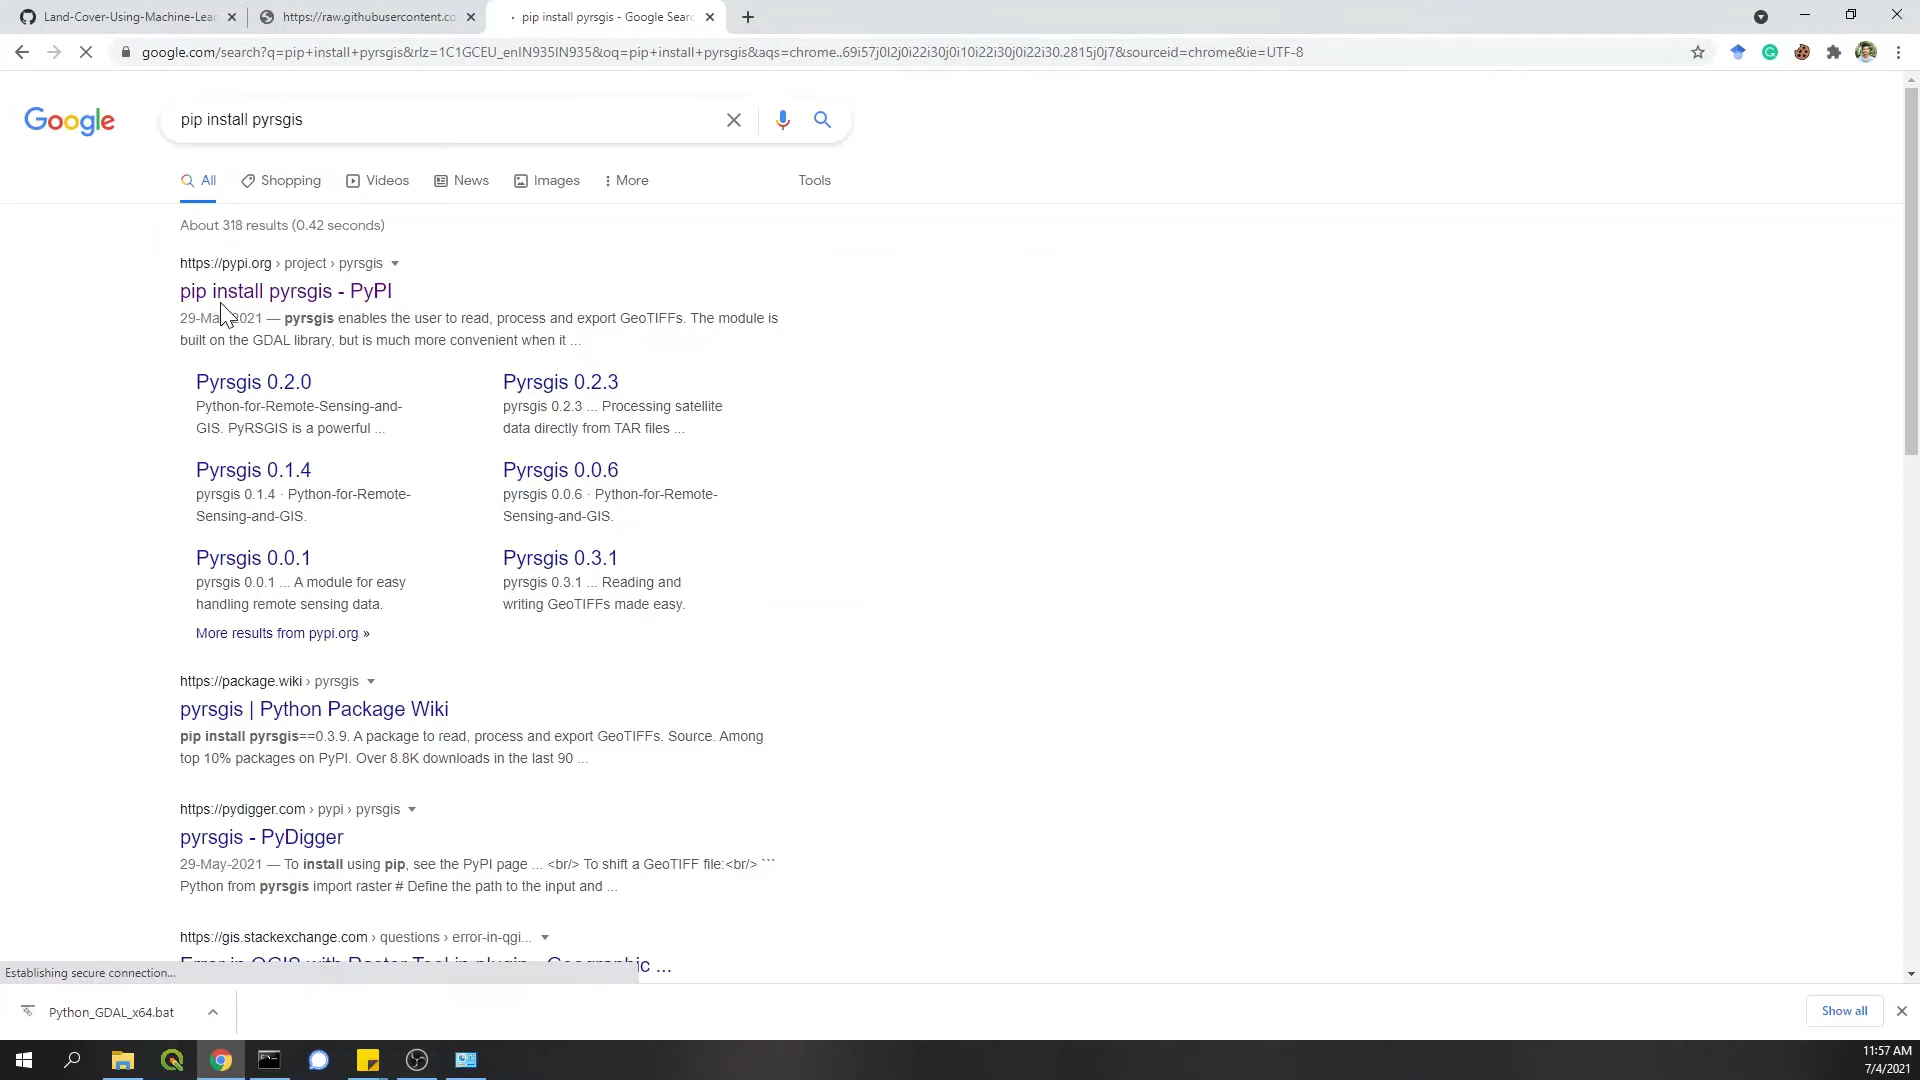 Land-Cover-Using-Machine-Lear
https://raw.githubusercontent.co
pip install pyrsgis - Google Searc
google.com/search?q=pip+install+pyrsgis&rlz=1C1GCEU_enIN935IN935&oq=pip+install+pyrsgis&aqs=chrome..69i57j0l2j0i22i30j0i10i22i30j0i22i30.2815j0j7&sourceid=chrome&ie=UTF-8
Google
pip install pyrsgis
All
Shopping
Videos
News
Images
More
Tools
About 318 results (0.42 seconds)
https://pypi.org › project › pyrsgis
pip install pyrsgis - PyPI
29-May-2021 — pyrsgis enables the user to read, process and export GeoTIFFs. The module is
built on the GDAL library, but is much more convenient when it ...
Pyrsgis 0.2.0
Python-for-Remote-Sensing-and-
GIS. PyRSGIS is a powerful ...
Pyrsgis 0.2.3
pyrsgis 0.2.3 ... Processing satellite
data directly from TAR files ...
Pyrsgis 0.1.4
pyrsgis 0.1.4 · Python-for-Remote-
Sensing-and-GIS.
Pyrsgis 0.0.6
pyrsgis 0.0.6 · Python-for-Remote-
Sensing-and-GIS.
Pyrsgis 0.0.1
pyrsgis 0.0.1 ... A module for easy
handling remote sensing data.
Pyrsgis 0.3.1
pyrsgis 0.3.1 ... Reading and
writing GeoTIFFs made easy.
More results from pypi.org »
https://package.wiki › pyrsgis
pyrsgis | Python Package Wiki
pip install pyrsgis==0.3.9. A package to read, process and export GeoTIFFs. Source. Among
top 10% packages on PyPI. Over 8.8K downloads in the last 90 ...
https://pydigger.com › pypi › pyrsgis
pyrsgis - PyDigger
29-May-2021 — To install using pip, see the PyPI page ... <br/> To shift a GeoTIFF file:<br/> ```
Python from pyrsgis import raster # Define the path to the input and ...
https://gis.stackexchange.com › questions › error-in-qgi...
Error in QGIS with Raster Tool in plugin - Geographic ...
Establishing secure connection...
Python_GDAL_x64.bat
Show all
11:57 AM
7/4/2021